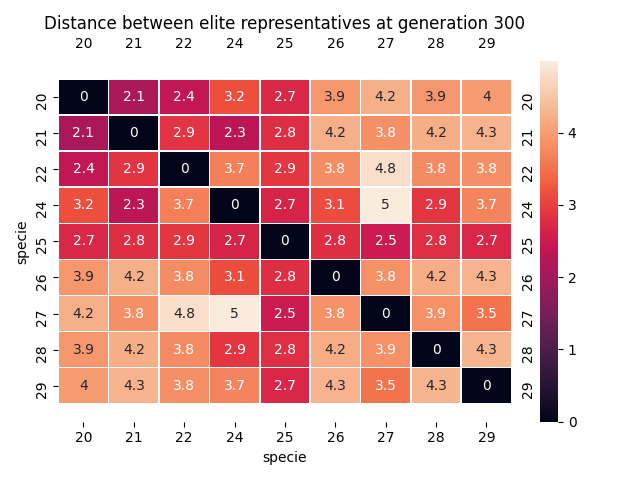 Distance between elite representatives at generation 300
20 21 22 24 25 26 27 28 29
20 0 2.1 2.4 3.2 2.7 3.9 4.2 3.9 4 20
21 2.1 0 2.9 2.3 2.8 4.2 3.8 4.2 4.3 21
22 2.4 2.9 0 3.7 2.9 3.8 4.8 3.8 3.8 22
24 3.2 2.3 3.7 0 2.7 3.1 5 2.9 3.7 24
25 2.7 2.8 2.9 2.7 0 2.8 2.5 2.8 2.7 25
26 3.9 4.2 3.8 3.1 2.8 0 3.8 4.2 4.3 26
27 4.2 3.8 4.8 5 2.5 3.8 0 3.9 3.5 27
28 3.9 4.2 3.8 2.9 2.8 4.2 3.9 0 4.3 28
29 4 4.3 3.8 3.7 2.7 4.3 3.5 4.3 0 29
20 21 22 24 25 26 27 28 29
specie
specie
4
3
2
1
0